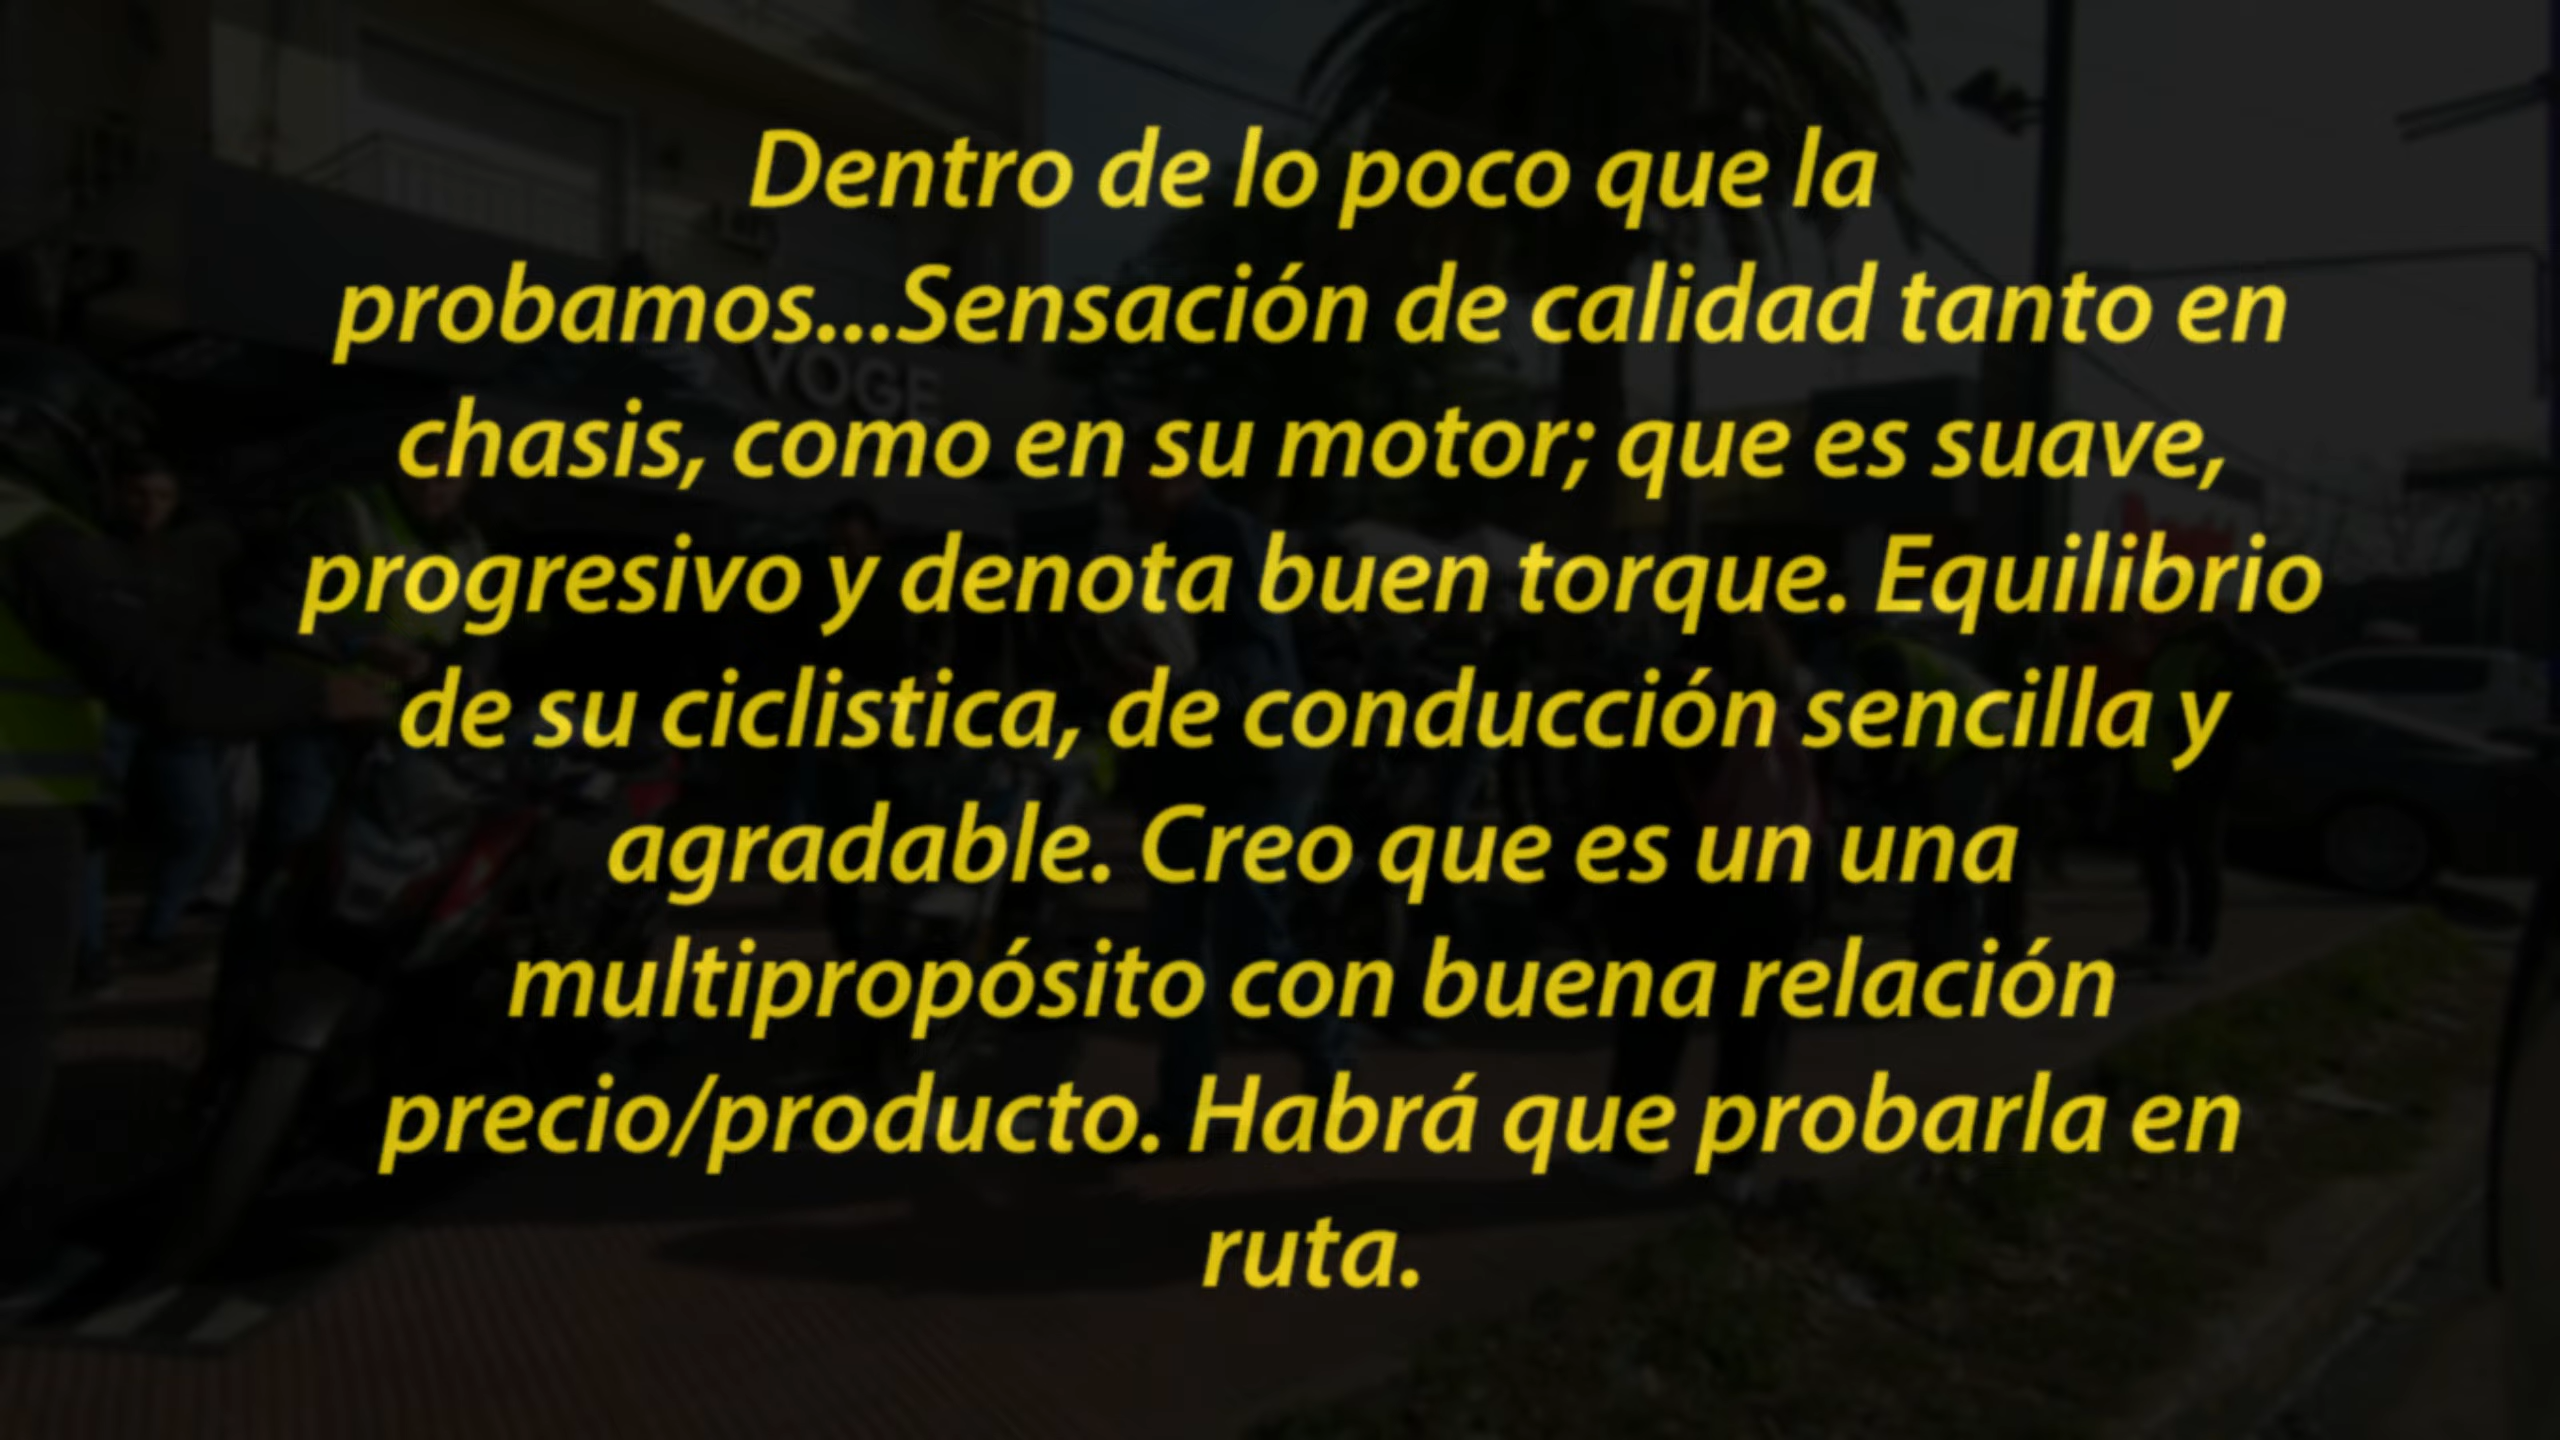 Dentro de lo poco que la
probamos...Sensación de calidad tanto en
chasis, como en su motor; que es suave,
progresivo y denota buen torque. Equilibrio
de su ciclistica, de conducción sencilla y
agradable. Creo que es un una
multipropósito con buena relación
precio/producto. Habrá que probarla en
ruta.
VOGE